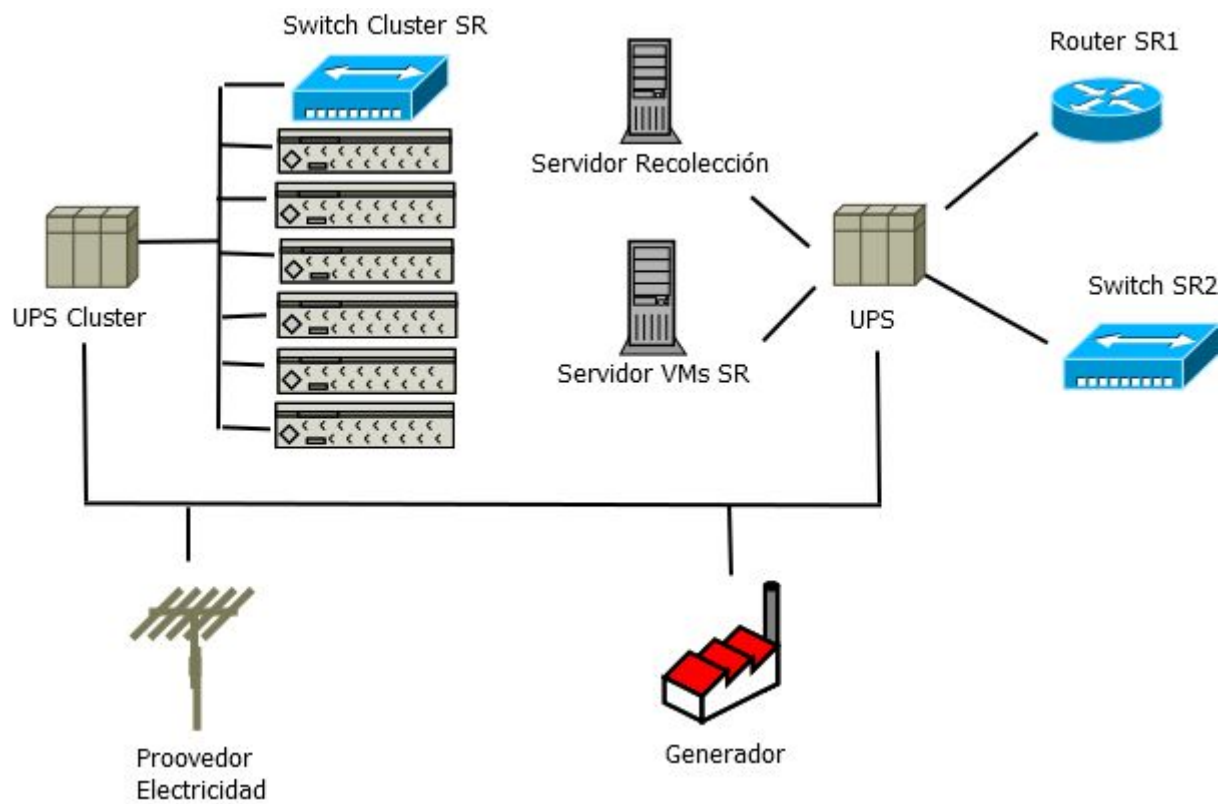 Switch Cluster SR
Router SR1
Servidor Recolección
UPS Cluster
UPS
Switch SR2
Servidor VMs SR
Proovedor
Electricidad
Generador